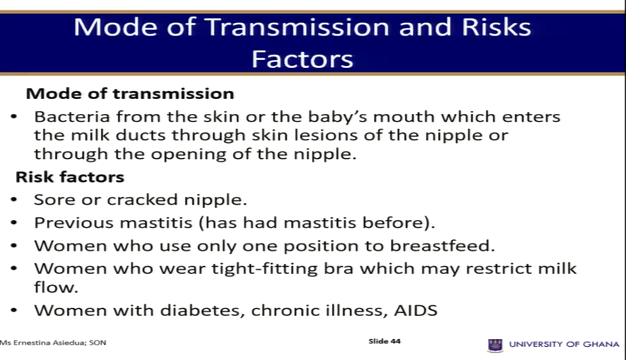 Mode of Transmission and Risks
Factors
Mode of transmission
• Bacteria from the skin or the baby's mouth which enters
the milk ducts through skin lesions of the nipple or
through the opening of the nipple.
Risk factors
• Sore or cracked nipple.
• Previous mastitis (has had mastitis before).
• Women who use only one position to breastfeed.
• Women who wear tight-fitting bra which may restrict milk
flow.
• Women with diabetes, chronic illness, AIDS
Ms Ernestina Asiedua; SON
Slide 44
UNIVERSITY OF GHANA